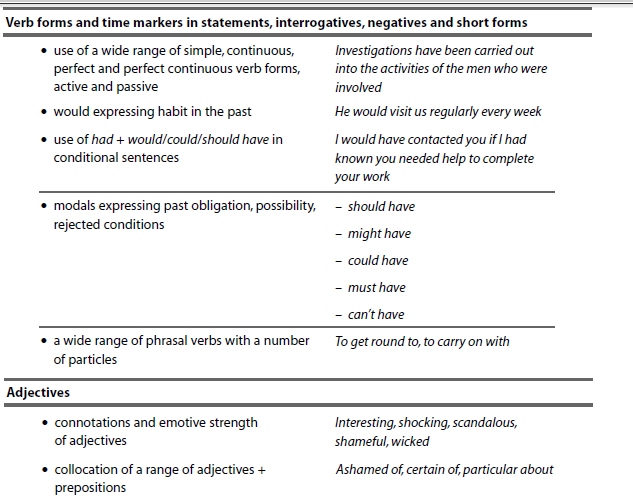 Verb forms and time markers in statements, interrogatives, negatives and short forms
• use of a wide range of simple, continuous, perfect and perfect continuous verb forms, active and passive
Investigations have been carried out into the activities of the men who were involved
• would expressing habit in the past
He would visit us regularly every week
• use of had + would/could/should have in conditional sentences
I would have contacted you if I had known you needed help to complete your work
• modals expressing past obligation, possibility, rejected conditions
– should have
– might have
– could have
– must have
– can't have
• a wide range of phrasal verbs with a number of particles
To get round to, to carry on with
Adjectives
• connotations and emotive strength of adjectives
Interesting, shocking, scandalous, shameful, wicked
• collocation of a range of adjectives + prepositions
Ashamed of, certain of, particular about